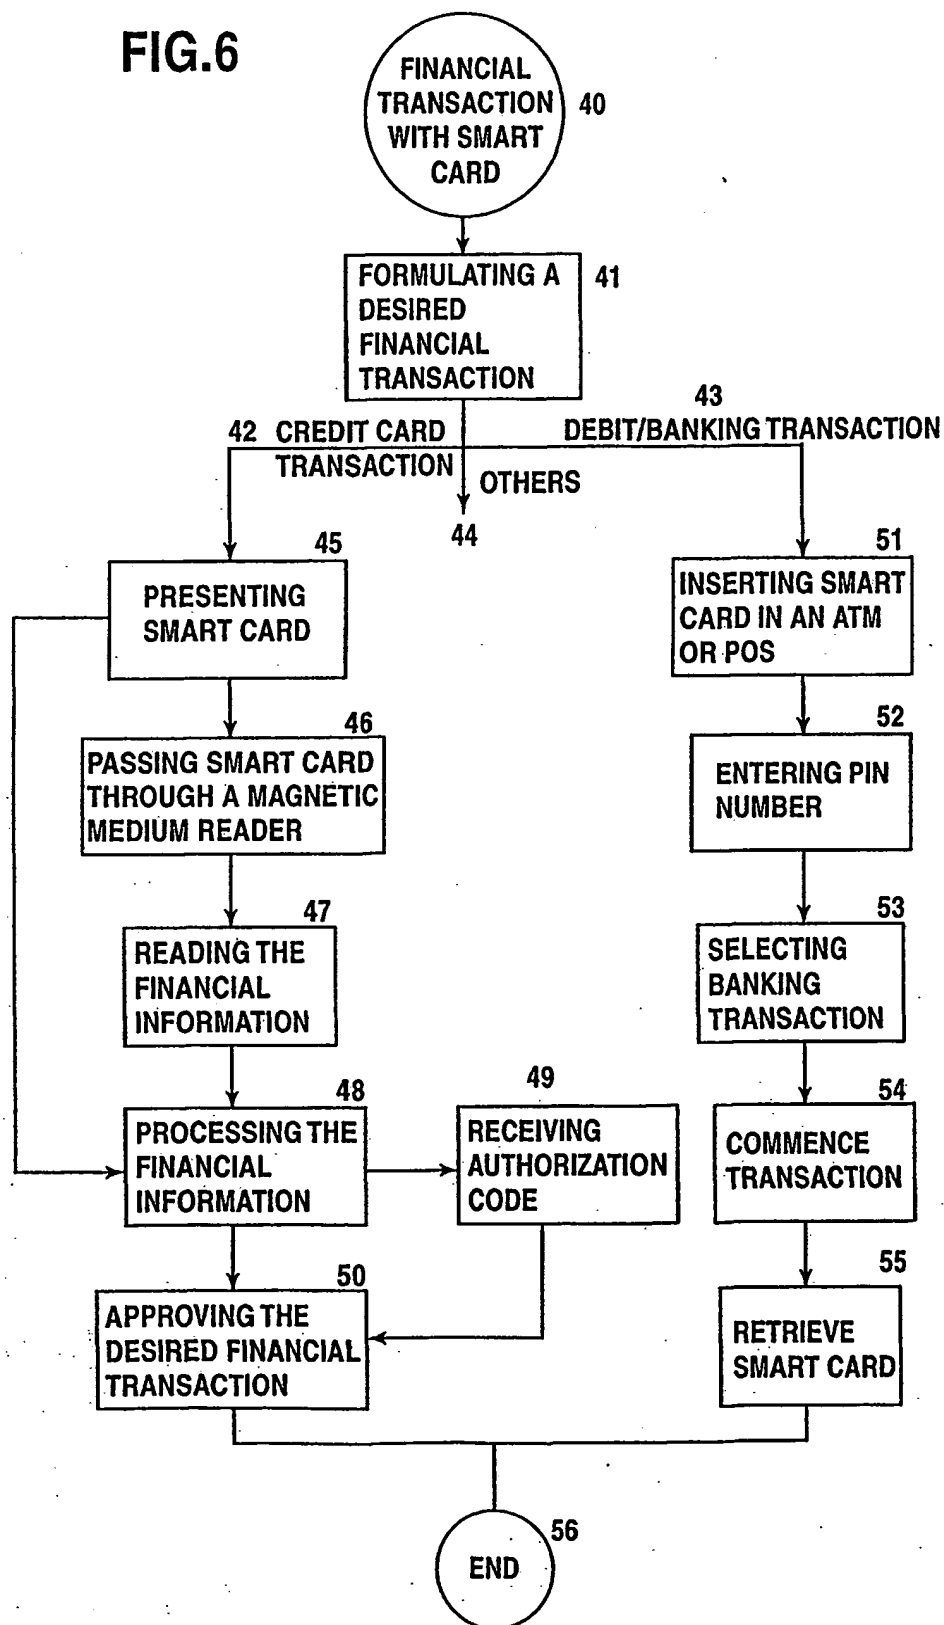 FIG.6
FINANCIAL
TRANSACTION
WITH SMART
CARD
40
FORMULATING A
DESIRED
FINANCIAL
TRANSACTION
41
42 CREDIT CARD
TRANSACTION
43
DEBIT/BANKING TRANSACTION
OTHERS
44
45
PRESENTING
SMART CARD
46
PASSING SMART CARD
THROUGH A MAGNETIC
MEDIUM READER
47
READING THE
FINANCIAL
INFORMATION
48
PROCESSING THE
FINANCIAL
INFORMATION
49
RECEIVING
AUTHORIZATION
CODE
50
APPROVING THE
DESIRED FINANCIAL
TRANSACTION
51
INSERTING SMART
CARD IN AN ATM
OR POS
52
ENTERING PIN
NUMBER
53
SELECTING
BANKING
TRANSACTION
54
COMMENCE
TRANSACTION
55
RETRIEVE
SMART CARD
56
END